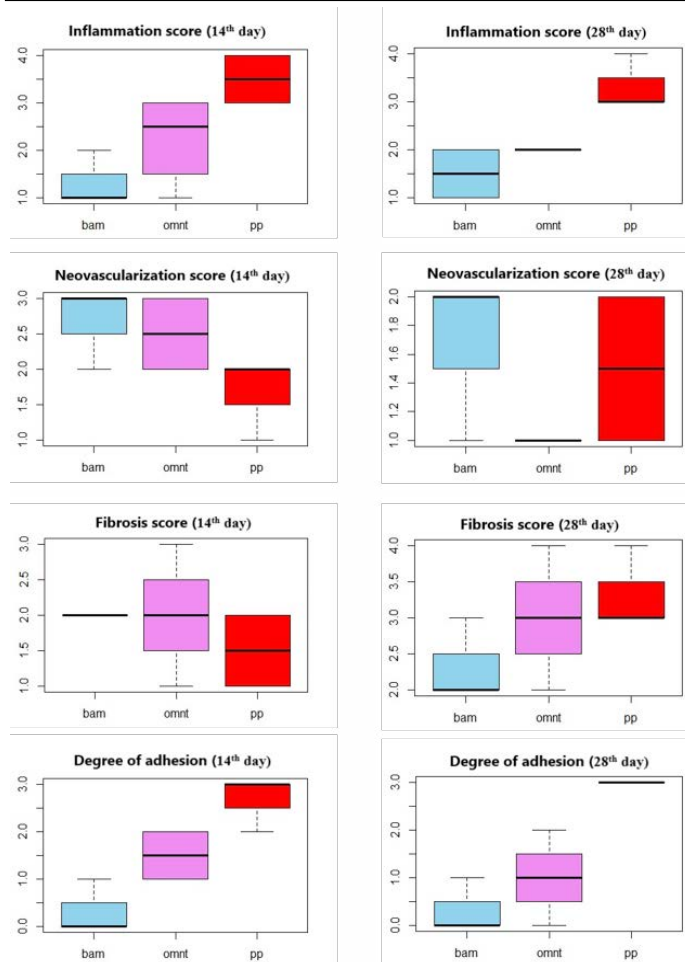 Inflammation score (14th day)
4.0
3.0
2.0
1.0
bam omnt pp
Inflammation score (28th day)
4.0
3.0
2.0
1.0
bam omnt pp
Neovascularization score (14th day)
3.0
2.5
2.0
1.5
1.0
bam omnt pp
Neovascularization score (28th day)
2.0
1.8
1.6
1.4
1.2
1.0
bam omnt pp
Fibrosis score (14th day)
3.0
2.5
2.0
1.5
1.0
bam omnt pp
Fibrosis score (28th day)
4.0
3.5
3.0
2.5
2.0
bam omnt pp
Degree of adhesion (14th day)
3.0
2.0
1.0
0.0
bam omnt pp
Degree of adhesion (28th day)
3.0
2.0
1.0
0.0
bam omnt pp